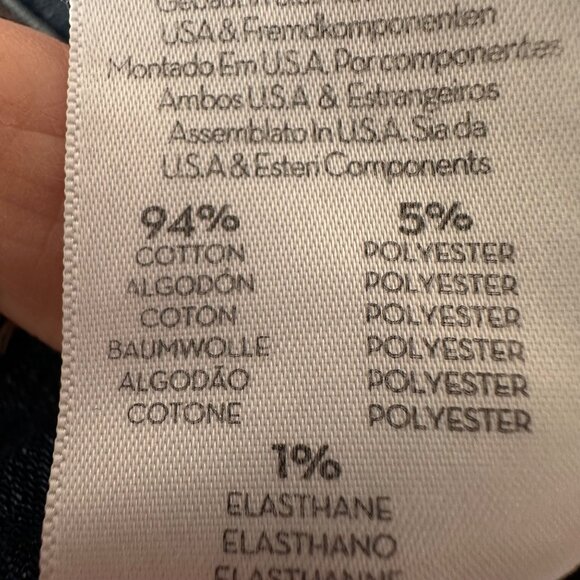 USA & Fremdkomponenten
Montado Em U.S.A. Por componentes
Ambos U.S.A & Estrangeiros
Assemblato In U.S.A. Sia da
U.S.A & Esteri Components
94% 5%
COTTON POLYESTER
ALGODÓN POLYESTER
COTON POLYESTER
BAUMWOLLE POLYESTER
ALGODÃO POLYESTER
COTONE POLYESTER
1%
ELASTHANE
ELASTHANO
ELASTHANNE